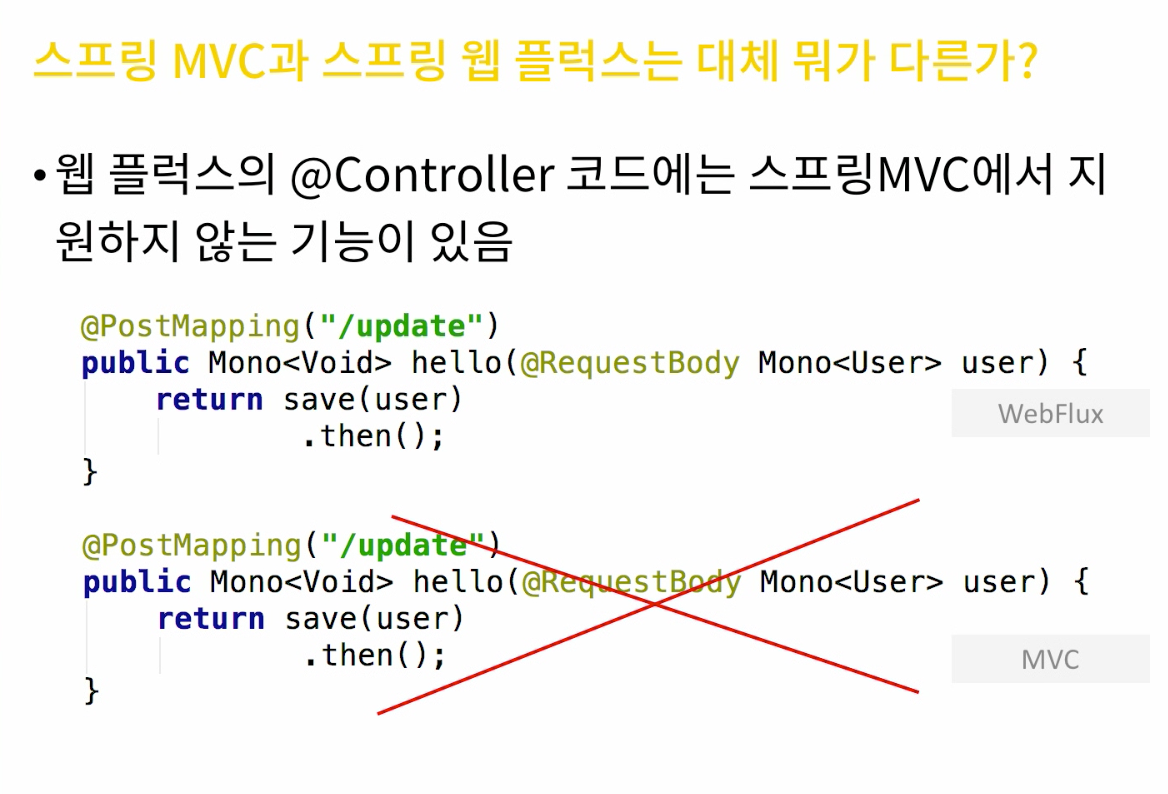 스프링 MVC과 스프링 웹 플럭스는 대체 뭐가 다른가?
•웹 플럭스의 @Controller 코드에는 스프링MVC에서 지
원하지 않는 기능이 있음
@PostMapping("/update")
public Mono<Void> hello(@RequestBody Mono<User> user) {
return save(user)
.then();
}
WebFlux
@PostMapping("/update")
public Mono<Void> hello(@RequestBody Mono<User> user) {
return save(user)
.then();
}
MVC